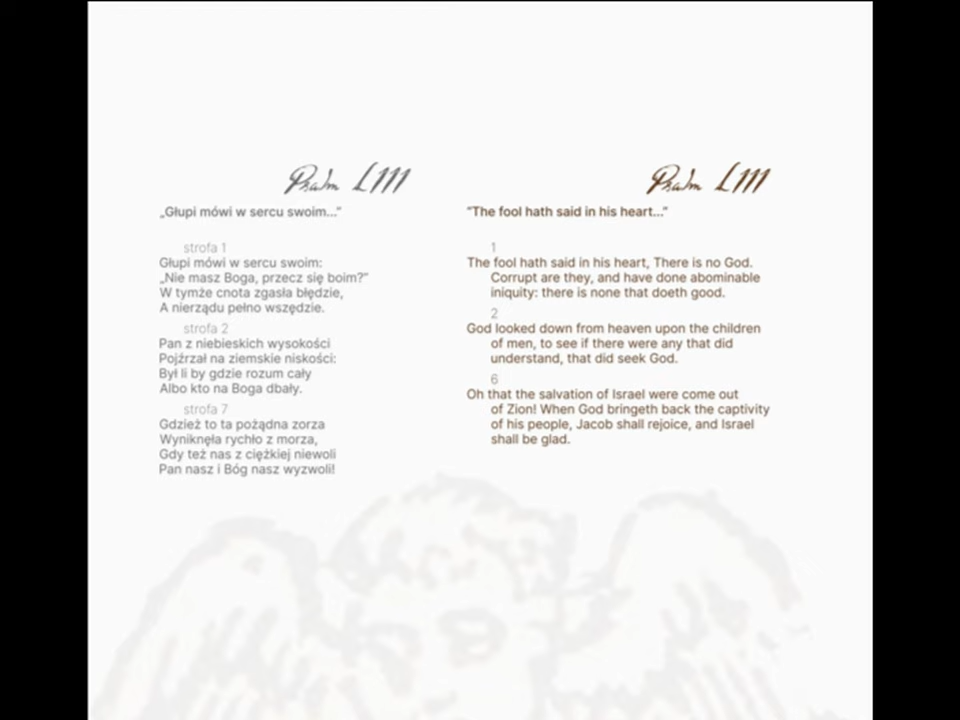 Psalm LIII
„Głupi mówi w sercu swoim...”
strofa 1
Głupi mówi w sercu swoim:
„Nie masz Boga, przecz się boim?”
W tymże cnota zgasła błędzie,
A nierządu pełno wszędzie.
strofa 2
Pan z niebieskich wysokości
Pojźrzał na ziemskie niskości:
Był li by gdzie rozum cały
Albo kto na Boga dbały.
strofa 7
Gdzież to ta pożądna zorza
Wyniknęła rychło z morza,
Gdy też nas z ciężkiej niewoli
Pan nasz i Bóg nasz wyzwoli!
Psalm LIII
“The fool hath said in his heart...”
1
The fool hath said in his heart, There is no God.
Corrupt are they, and have done abominable
iniquity: there is none that doeth good.
2
God looked down from heaven upon the children
of men, to see if there were any that did
understand, that did seek God.
6
Oh that the salvation of Israel were come out
of Zion! When God bringeth back the captivity
of his people, Jacob shall rejoice, and Israel
shall be glad.